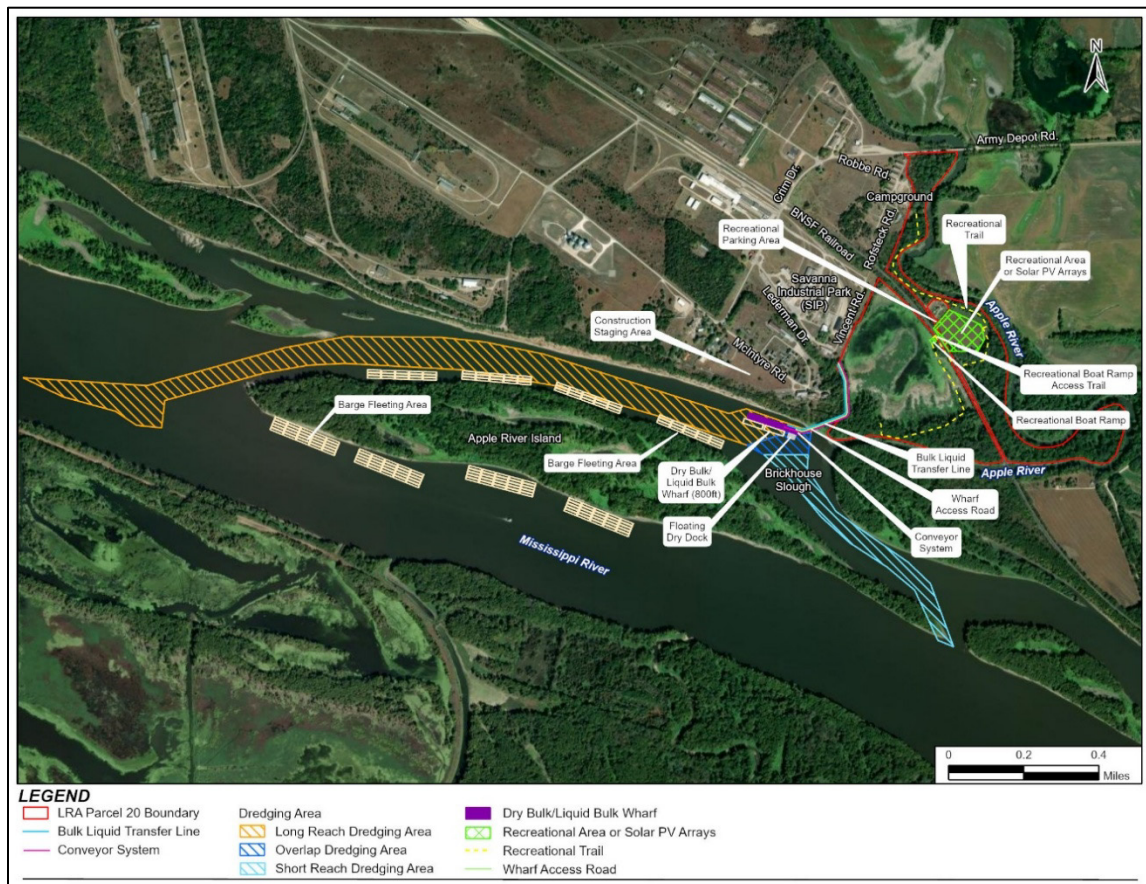 N
Army Depot Rd.
Robbe Rd.
Crim Dr.
Campground
BNSF Railroad
Rofsteck Rd.
Recreational
Trail
Recreational
Parking Area
Recreational Area
or Solar PV Arrays
Savanna
Industrial Park
(SIP)
Lederman Dr.
Vincent Rd.
Apple River
Construction
Staging Area
McIntyre Rd.
Recreational Boat Ramp
Access Trail
Recreational Boat Ramp
Barge Fleeting Area
Apple River Island
Barge Fleeting Area
Dry Bulk/
Liquid Bulk
Wharf (800ft)
Brickhouse
Slough
Bulk Liquid
Transfer Line
Apple River
Wharf
Access Road
Floating
Dry Dock
Conveyor
System
Mississippi River
0 0.2 0.4
Miles
LEGEND
LRA Parcel 20 Boundary
Bulk Liquid Transfer Line
Conveyor System
Dredging Area
Long Reach Dredging Area
Overlap Dredging Area
Short Reach Dredging Area
Dry Bulk/Liquid Bulk Wharf
Recreational Area or Solar PV Arrays
Recreational Trail
Wharf Access Road